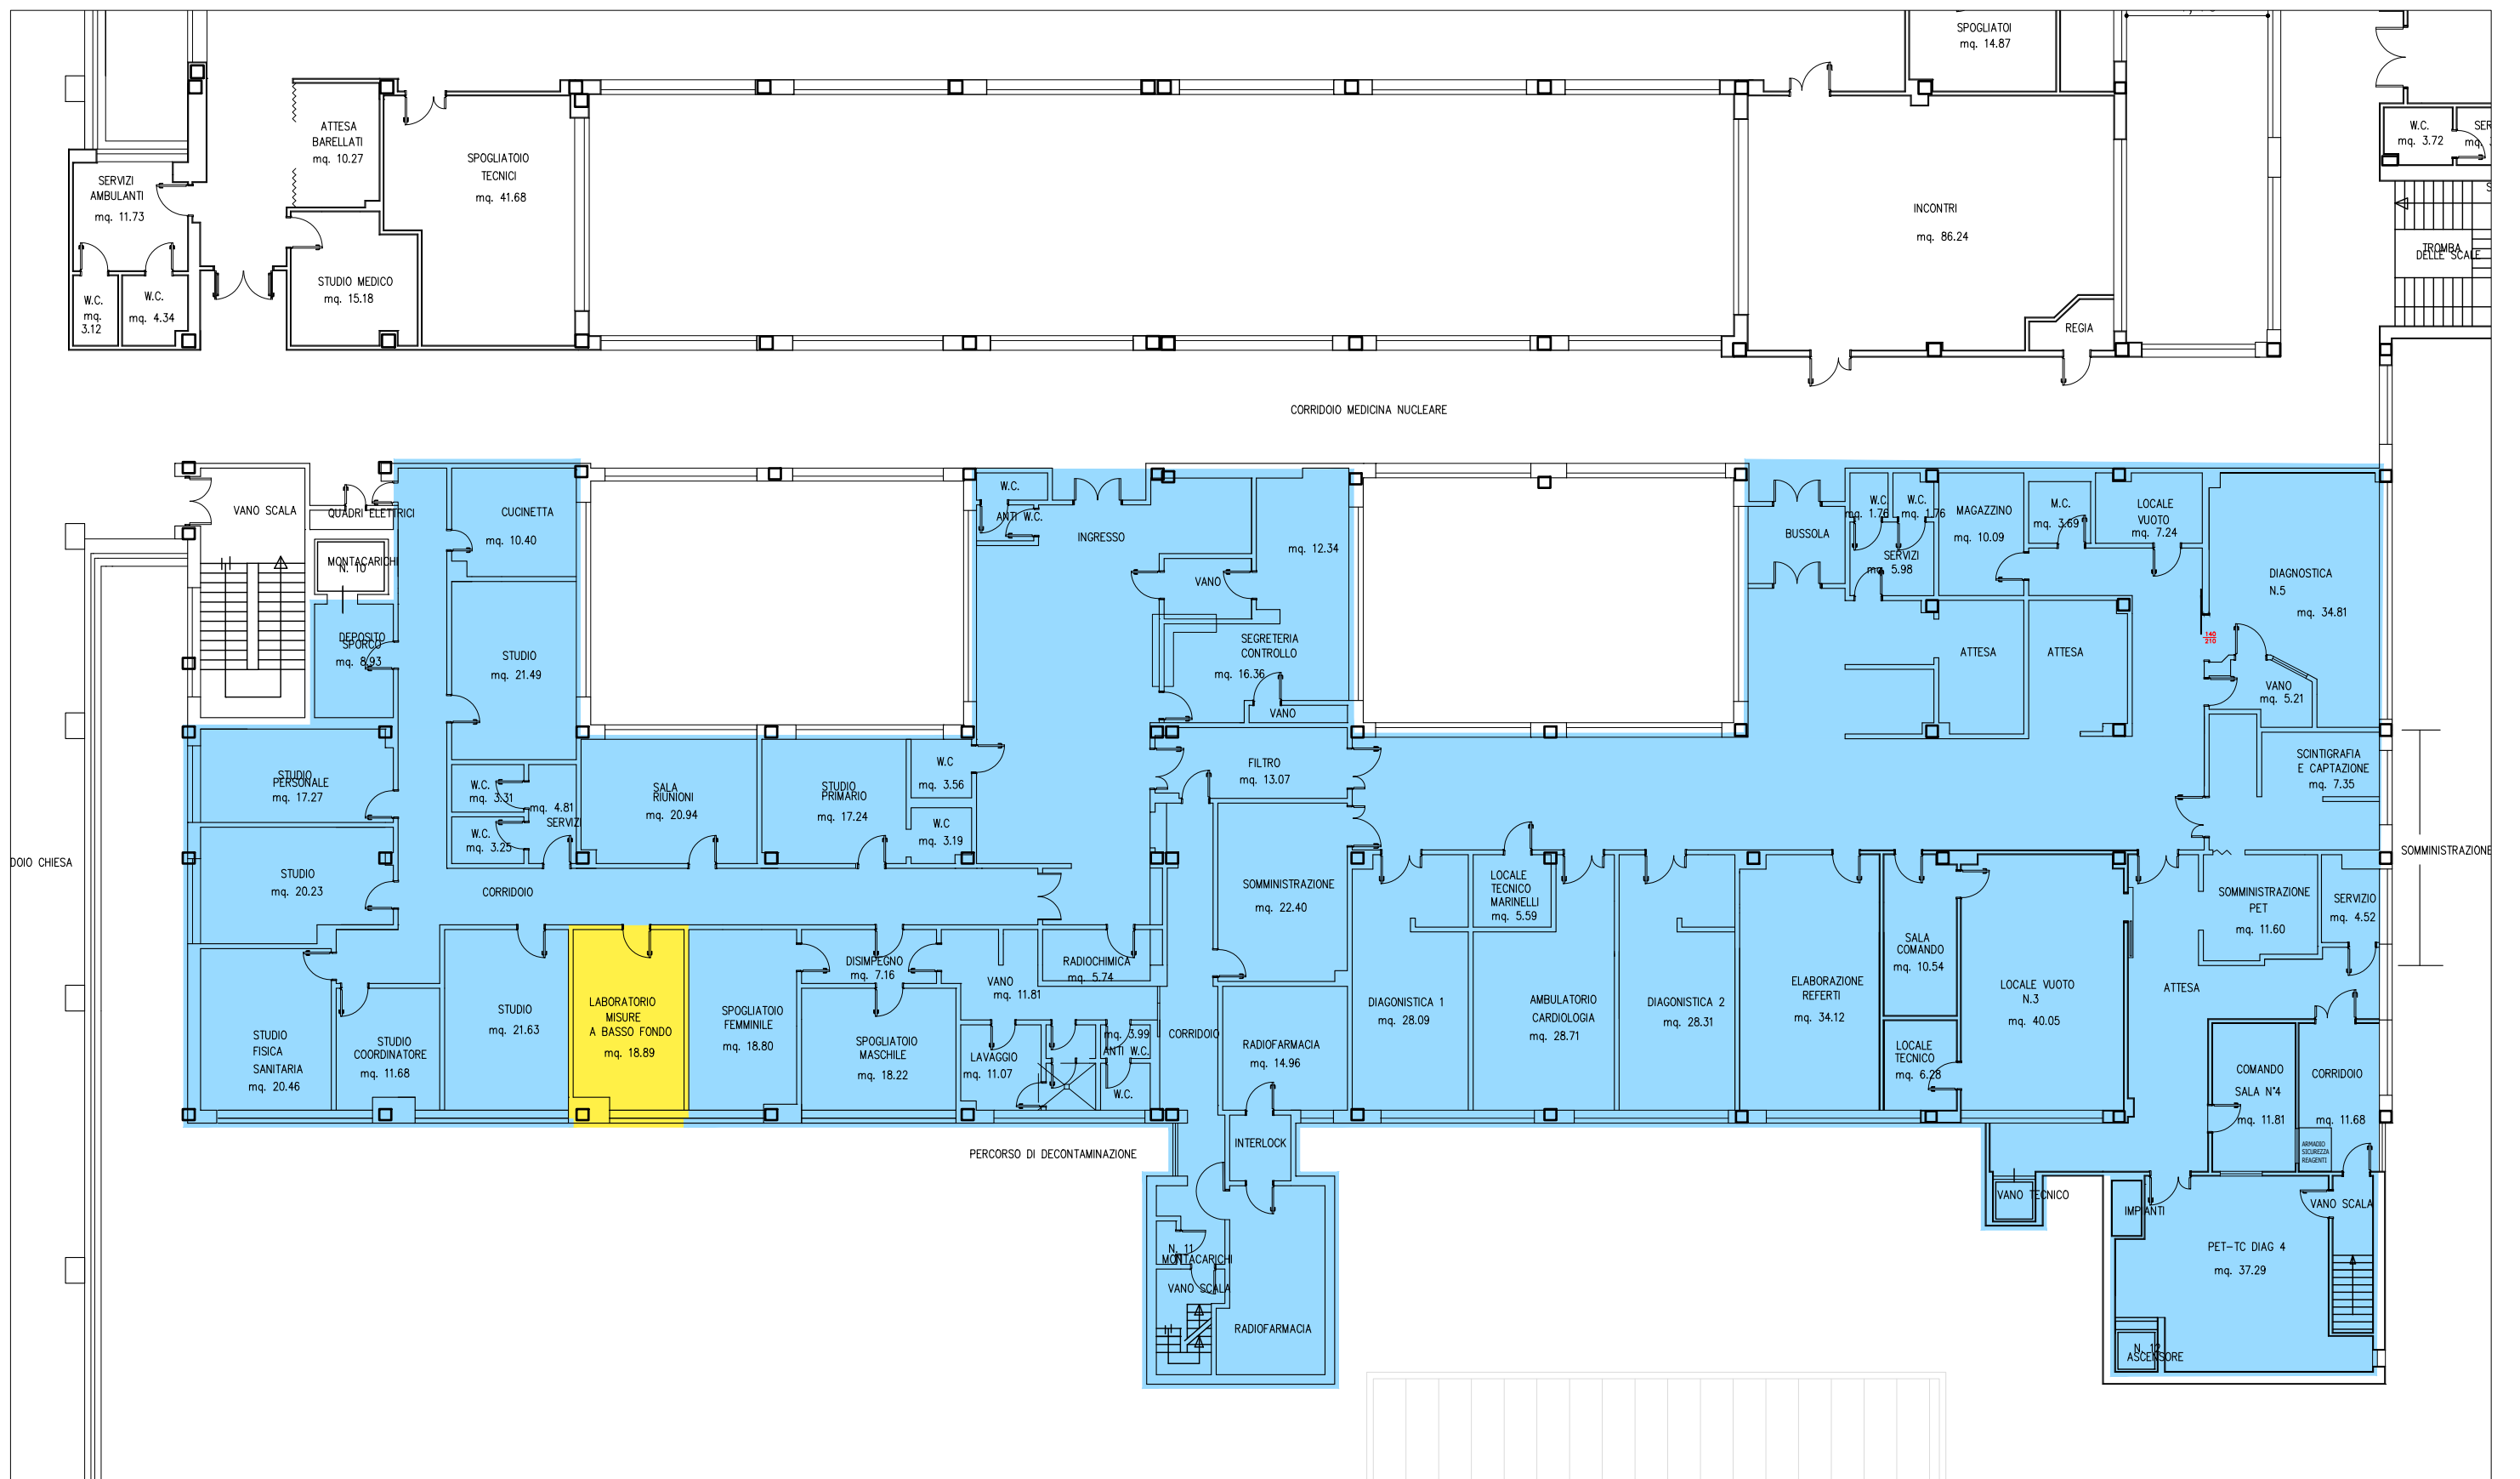 SPOGLIATOI
mq. 14.87
ATTESA
BARELLATI
mq. 10.27
SPOGLIATOIO
TECNICI
mq. 41.68
SERVIZI
AMBULANTI
mq. 11.73
W.C.
mq. 3.72
SER
mq.
INCONTRI
mq. 86.24
STUDIO MEDICO
mq. 15.18
W.C.
mq.
3.12
W.C.
mq. 4.34
TROMBA
DELLE SCALE
REGIA
CORRIDOIO MEDICINA NUCLEARE
VANO SCALA
QUADRI ELETTRICI
MONTACARICHI
N. 10
CUCINETTA
mq. 10.40
W.C.
ANTI W.C.
INGRESSO
mq. 12.34
VANO
BUSSOLA
W.C.
mq. 1.76
W.C.
mq. 1.76
SERVIZI
mq. 5.98
MAGAZZINO
mq. 10.09
M.C.
mq. 3.69
LOCALE
VUOTO
mq. 7.24
DIAGNOSTICA
N.5
mq. 34.81
140
210
DEPOSITO
SPORCO
mq. 8.93
STUDIO
mq. 21.49
SEGRETERIA
CONTROLLO
mq. 16.36
VANO
ATTESA
ATTESA
VANO
mq. 5.21
STUDIO
PERSONALE
mq. 17.27
W.C.
mq. 3.31
mq. 4.81
SERVIZI
W.C.
mq. 3.25
SALA
RIUNIONI
mq. 20.94
STUDIO
PRIMARIO
mq. 17.24
W.C
mq. 3.56
W.C
mq. 3.19
FILTRO
mq. 13.07
SCINTIGRAFIA
E CAPTAZIONE
mq. 7.35
DOIO CHIESA
SOMMINISTRAZIONE
STUDIO
mq. 20.23
CORRIDOIO
SOMMINISTRAZIONE
mq. 22.40
LOCALE
TECNICO
MARINELLI
mq. 5.59
SOMMINISTRAZIONE
PET
mq. 11.60
SERVIZIO
mq. 4.52
SALA
COMANDO
mq. 10.54
DISIMPEGNO
mq. 7.16
RADIOCHIMICA
mq. 5.74
VANO
mq. 11.81
STUDIO
FISICA
SANITARIA
mq. 20.46
STUDIO
COORDINATORE
mq. 11.68
STUDIO
mq. 21.63
LABORATORIO
MISURE
A BASSO FONDO
mq. 18.89
SPOGLIATOIO
FEMMINILE
mq. 18.80
SPOGLIATOIO
MASCHILE
mq. 18.22
LAVAGGIO
mq. 11.07
mq. 3.99
ANTI W.C.
W.C.
CORRIDOIO
RADIOFARMACIA
mq. 14.96
DIAGONISTICA 1
mq. 28.09
AMBULATORIO
CARDIOLOGIA
mq. 28.71
DIAGONISTICA 2
mq. 28.31
ELABORAZIONE
REFERTI
mq. 34.12
LOCALE
TECNICO
mq. 6.28
LOCALE VUOTO
N.3
mq. 40.05
ATTESA
COMANDO
SALA N°4
mq. 11.81
CORRIDOIO
mq. 11.68
ARMADIO
SICUREZZA
REAGENTI
PERCORSO DI DECONTAMINAZIONE
INTERLOCK
VANO TECNICO
IMPIANTI
VANO SCALA
N. 11
MONTACARICHI
VANO SCALA
PET-TC DIAG 4
mq. 37.29
RADIOFARMACIA
N. 12
ASCENSORE